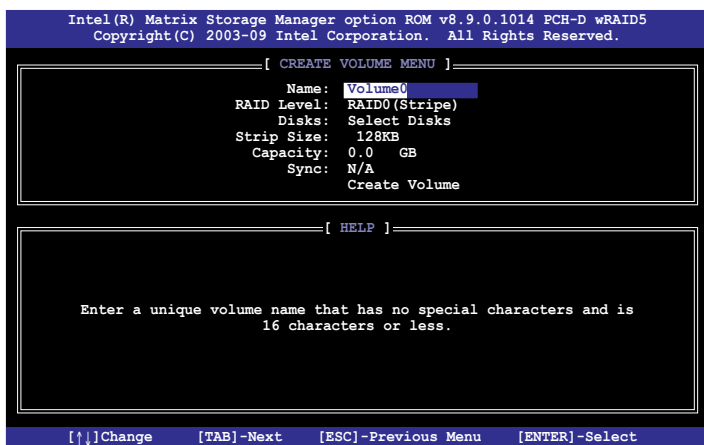 Intel(R) Matrix Storage Manager option ROM v8.9.0.1014 PCH-D wRAID5
Copyright(C) 2003-09 Intel Corporation. All Rights Reserved.
[ CREATE VOLUME MENU ]
Name: Volume0
RAID Level: RAID0(Stripe)
Disks: Select Disks
Strip Size: 128KB
Capacity: 0.0 GB
Sync: N/A
Create Volume
[ HELP ]
Enter a unique volume name that has no special characters and is
16 characters or less.
[↑↓]Change [TAB]-Next [ESC]-Previous Menu [ENTER]-Select